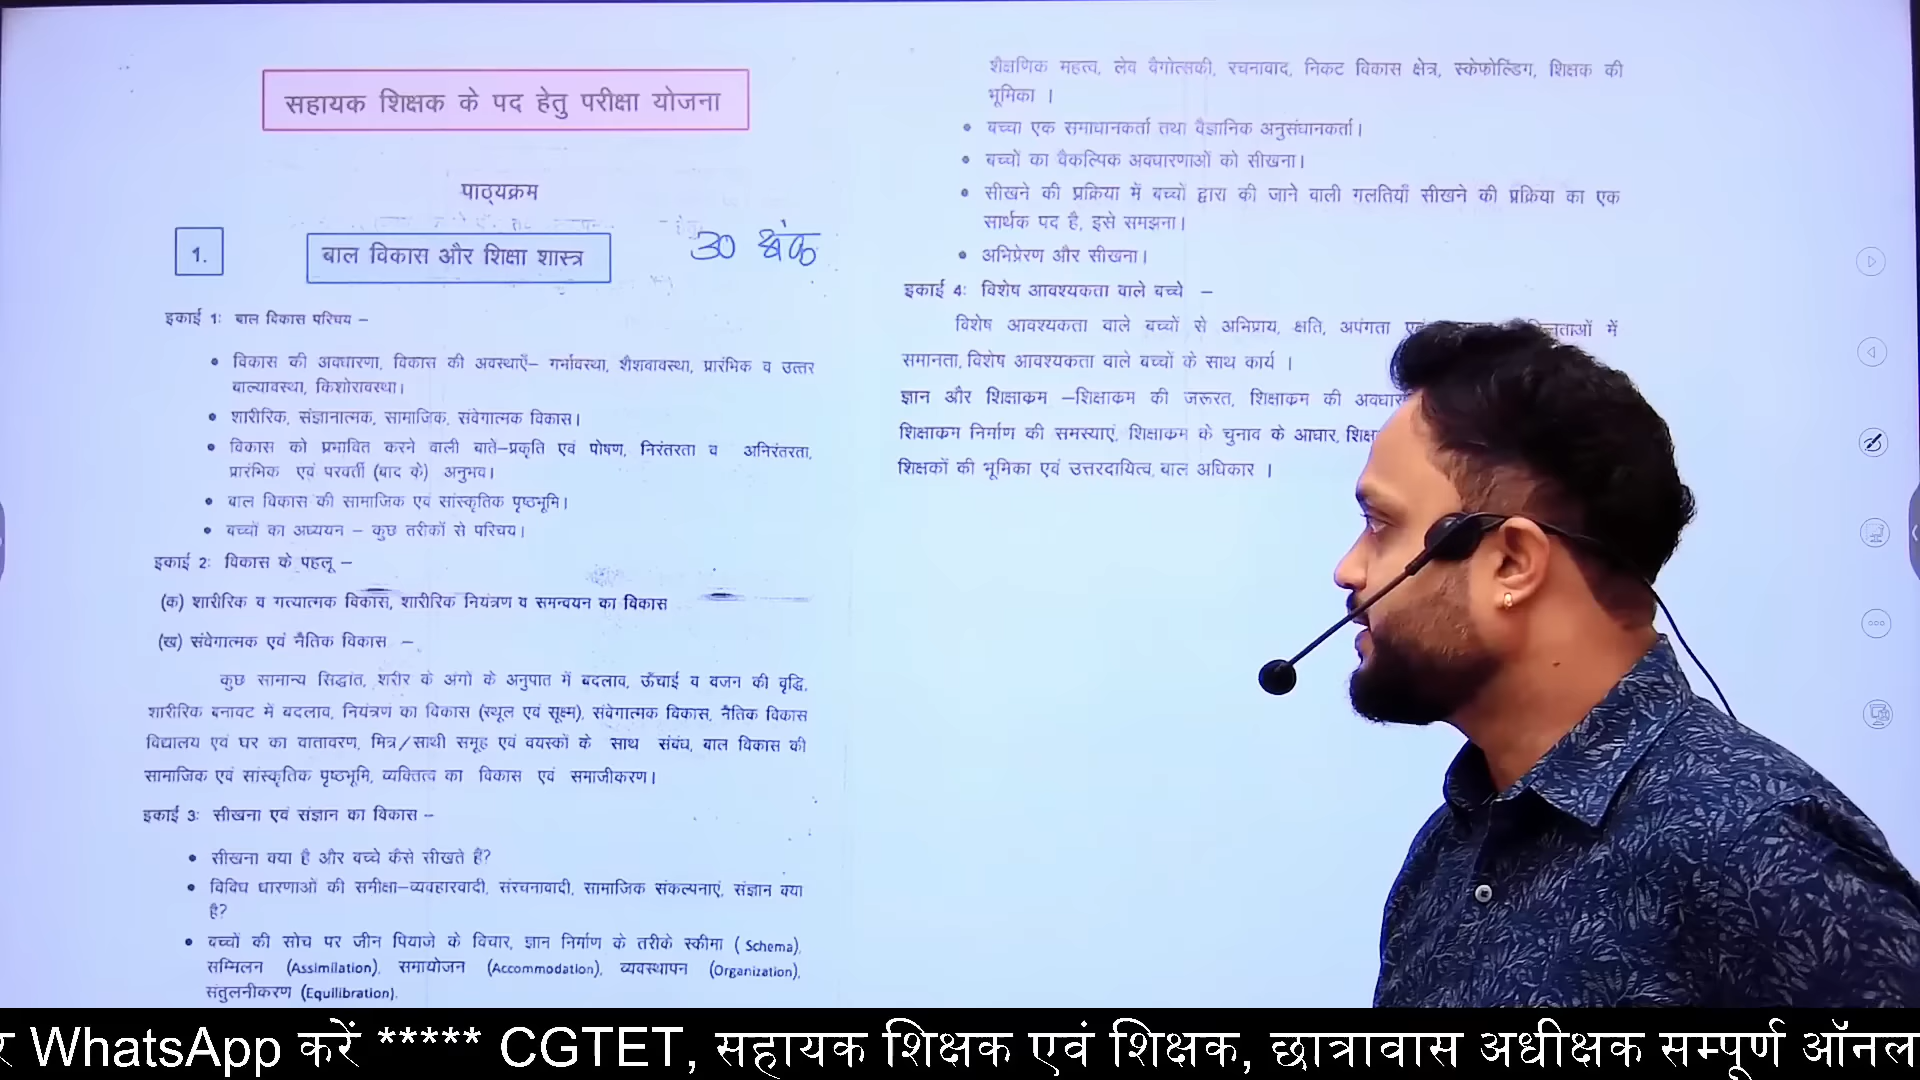 सहायक शिक्षक के पद हेतु परीक्षा योजना
पाठ्यक्रम
1.
बाल विकास और शिक्षा शास्त्र
30 अंक
इकाई 1: बाल विकास परिचय –
• विकास की अवधारणा, विकास की अवस्थाएँ– गर्भावस्था, शैशवावस्था, प्रारंभिक व उत्तर
बाल्यावस्था, किशोरावस्था।
• शारीरिक, संज्ञानात्मक, सामाजिक, संवेगात्मक विकास।
• विकास को प्रभावित करने वाली बातें–प्रकृति एवं पोषण, निरंतरता व अनिरंतरता,
प्रारंभिक एवं परवर्ती (बाद के) अनुभव।
• बाल विकास की सामाजिक एवं सांस्कृतिक पृष्ठभूमि।
• बच्चों का अध्ययन – कुछ तरीकों से परिचय।
इकाई 2: विकास के पहलू –
(क) शारीरिक व गत्यात्मक विकास, शारीरिक नियंत्रण व समन्वयन का विकास
(ख) संवेगात्मक एवं नैतिक विकास –
कुछ सामान्य सिद्धांत, शरीर के अंगों के अनुपात में बदलाव, ऊँचाई व वजन की वृद्धि,
शारीरिक बनावट में बदलाव, नियंत्रण का विकास (स्थूल एवं सूक्ष्म), संवेगात्मक विकास, नैतिक विकास
विद्यालय एवं घर का वातावरण, मित्र/साथी समूह एवं वयस्कों के साथ संबंध, बाल विकास की
सामाजिक एवं सांस्कृतिक पृष्ठभूमि, व्यक्तित्व का विकास एवं समाजीकरण।
इकाई 3: सीखना एवं संज्ञान का विकास –
• सीखना क्या है और बच्चे कैसे सीखते हैं?
• विविध धारणाओं की समीक्षा–व्यवहारवादी, संरचनावादी, सामाजिक संकल्पनाएं, संज्ञान क्या
है?
• बच्चों की सोच पर जीन पियाजे के विचार, ज्ञान निर्माण के तरीके स्कीमा ( Schema),
सम्मिलन (Assimilation), समायोजन (Accommodation), व्यवस्थापन (Organization),
संतुलनीकरण (Equilibration),
शैक्षणिक महत्व, लेव वैगोत्सकी, रचनावाद, निकट विकास क्षेत्र, स्केफोल्डिंग, शिक्षक की
भूमिका ।
• बच्चा एक समाधानकर्ता तथा वैज्ञानिक अनुसंधानकर्ता।
• बच्चों का वैकल्पिक अवधारणाओं को सीखना।
• सीखने की प्रक्रिया में बच्चों द्वारा की जाने वाली गलतियाँ सीखने की प्रक्रिया का एक
सार्थक पद है, इसे समझना।
• अभिप्रेरण और सीखना।
इकाई 4: विशेष आवश्यकता वाले बच्चे –
विशेष आवश्यकता वाले बच्चों से अभिप्राय, क्षति, अपंगता एवं में
समानता, विशेष आवश्यकता वाले बच्चों के साथ कार्य ।
ज्ञान और शिक्षाक्रम –शिक्षाक्रम की जरूरत, शिक्षाक्रम की
शिक्षाक्रम निर्माण की समस्याएं, शिक्षाक्रम के चुनाव के आधार,
शिक्षकों की भूमिका एवं उत्तरदायित्व, बाल अधिकार ।
WhatsApp करें ***** CGTET, सहायक शिक्षक एवं शिक्षक, छात्रावास अधीक्षक सम्पूर्ण